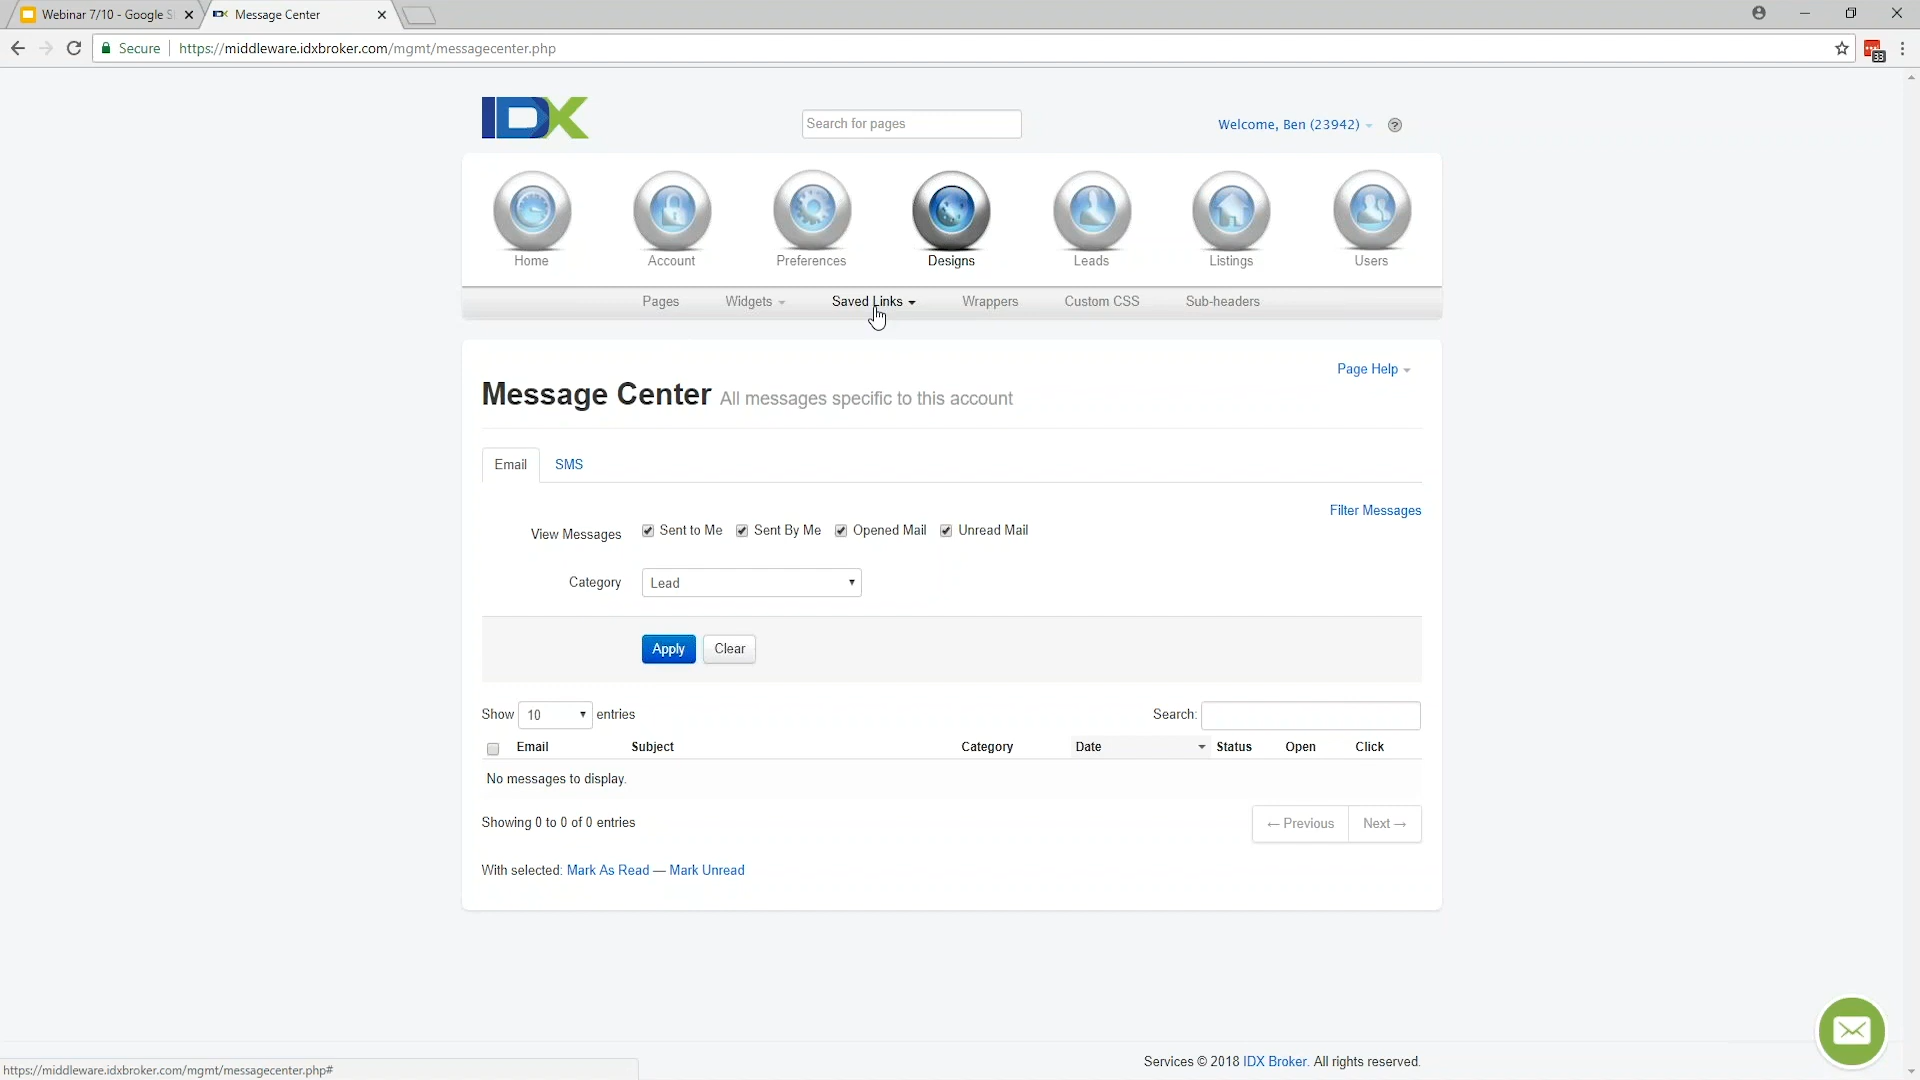 Webinar 7/10 - Google S
Message Center
Secure
https://middleware.idxbroker.com/mgmt/messagecenter.php
33
IDX
Search for pages
Welcome, Ben (23942)
?
Home
Account
Preferences
Designs
Leads
Listings
Users
Pages
Widgets
Saved Links
Wrappers
Custom CSS
Sub-headers
Page Help
Message Center All messages specific to this account
Email
SMS
Filter Messages
View Messages
Sent to Me
Sent By Me
Opened Mail
Unread Mail
Category
Lead
Apply
Clear
Show 10 entries
Search:
Email
Subject
Category
Date
Status
Open
Click
No messages to display.
Showing 0 to 0 of 0 entries
← Previous
Next →
With selected: Mark As Read — Mark Unread
Services © 2018 IDX Broker. All rights reserved.
https://middleware.idxbroker.com/mgmt/messagecenter.php#